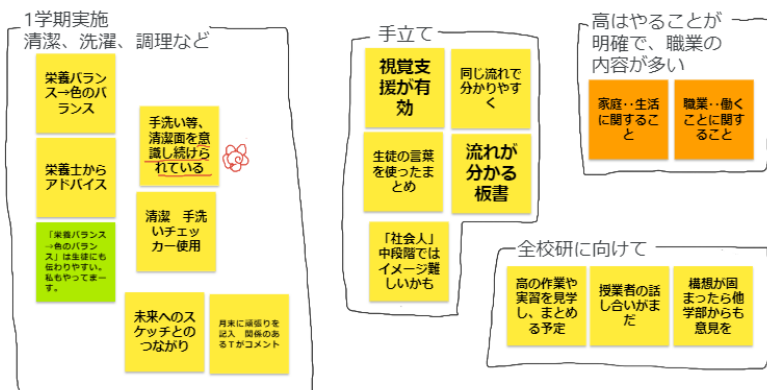 1学期実施
清潔、洗濯、調理など
栄養バラン
ス→色のバ
ランス
手洗い等、
清潔面を意
識し続けら
れている
栄養士から
アドバイス
清潔 手洗
いチェッ
カー使用
「栄養バランス
→色のバラン
ス」は生徒にも
伝わりやすい。
私もやってまー
す。
未来へのス
ケッチとの
つながり
月末に頑張りを
記入 関係のあ
るTがコメント
手立て
視覚支
援が有
効
同じ流れで
分かりやす
く
生徒の言葉
を使ったま
とめ
流れが
分かる
板書
「社会人」
中段階では
イメージ難
しいかも
高はやることが
明確で、職業の
内容が多い
家庭‥生活
に関するこ
と
職業‥働く
ことに関す
ること
全校研に向けて
高の作業や
実習を見学
し、まとめ
る予定
授業者の話
し合いがま
だ
構想が固
まったら他
学部からも
意見を